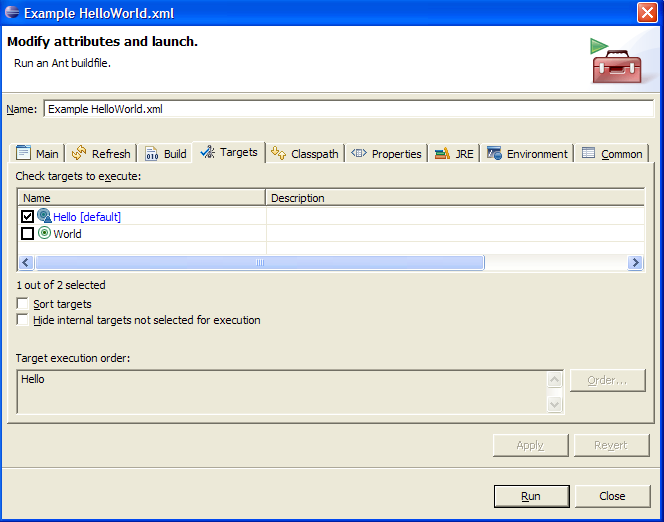 Example HelloWorld.xml
Modify attributes and launch.
Run an Ant buildfile.
Name: Example HelloWorld.xml
Main Refresh 010 Build Targets Classpath Properties JRE Environment Common
Check targets to execute:
Name Description
Hello [default]
World
1 out of 2 selected
Sort targets
Hide internal targets not selected for execution
Target execution order:
Hello
Order...
Apply Revert
Run Close